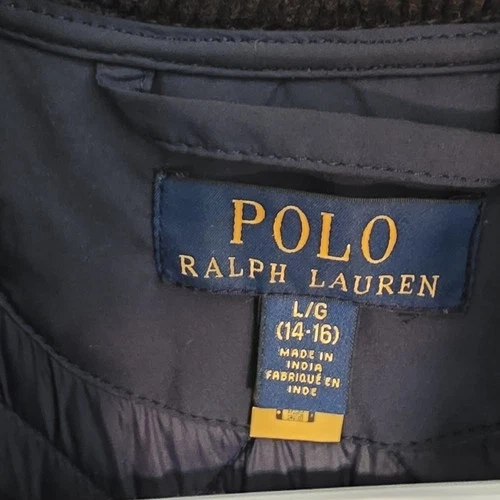 POLO
RALPH LAUREN
L/G
(14-16)
MADE IN
INDIA
FABRIQUÉ EN
INDE